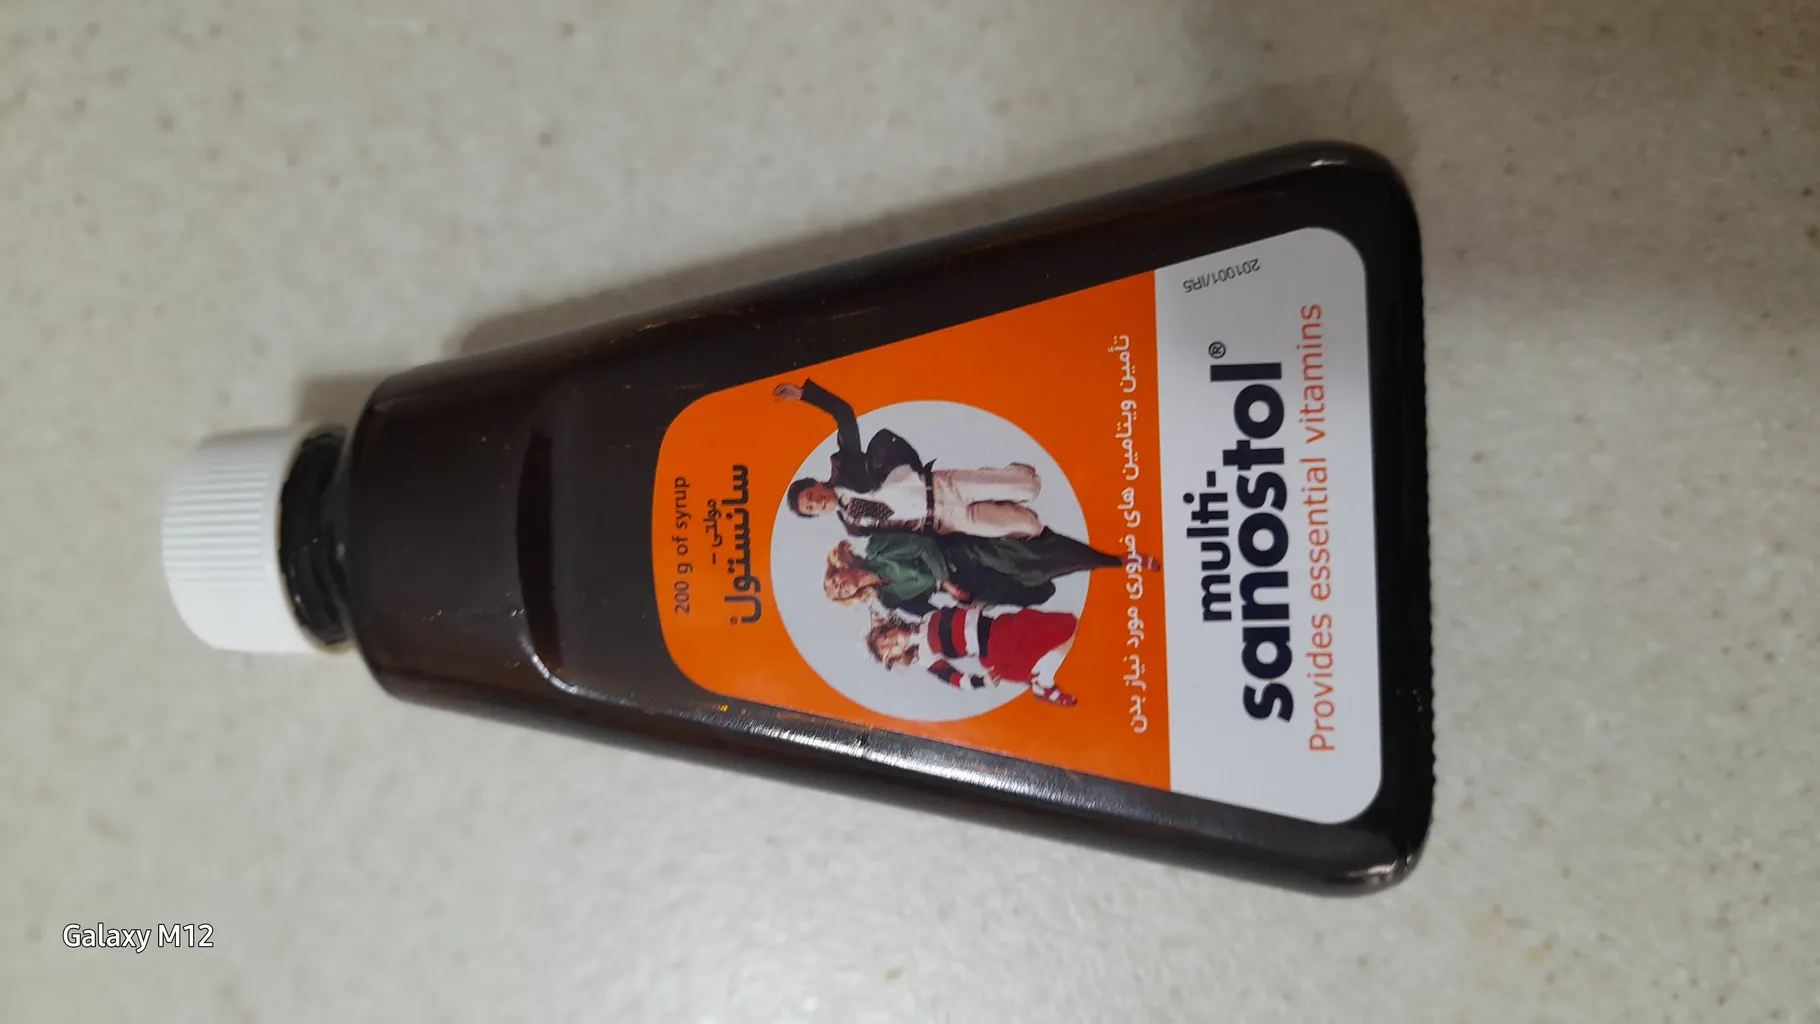 200 g of syrup
مولتی -
سانستول
تأمین ویتامین های ضروری مورد نیاز بدن
multi-
sanostol®
Provides essential vitamins
201001/IR5
Galaxy M12